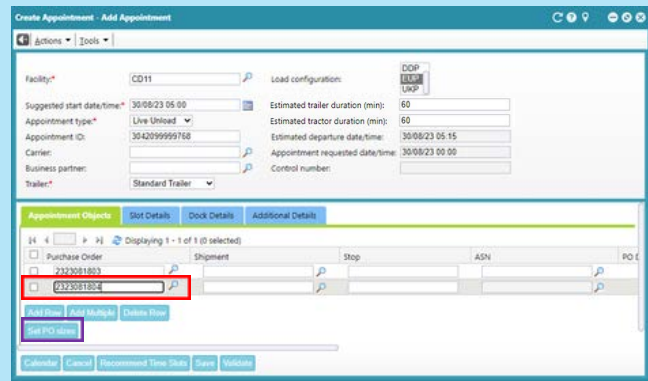 Create Appointment - Add Appointment
Actions Tools
Facility:* CD11 Load configuration: DDP
EUP
UKP
Suggested start date/time:* 30/08/23 05:00 Estimated trailer duration (min): 60
Appointment type:* Live Unload Estimated tractor duration (min): 60
Appointment ID: 3042099999768 Estimated departure date/time: 30/08/23 05:15
Carrier: Appointment requested date/time: 30/08/23 00:00
Business partner: Control number:
Trailer:* Standard Trailer
Appointment Objects Slot Details Dock Details Additional Details
Displaying 1 - 1 of 1 (0 selected)
Purchase Order Shipment Stop ASN PO D
2323081803
2323081804
Add Row Add Multiple Delete Row
Set PO sizes
Calendar Cancel Recommend Time Slots Save Validate